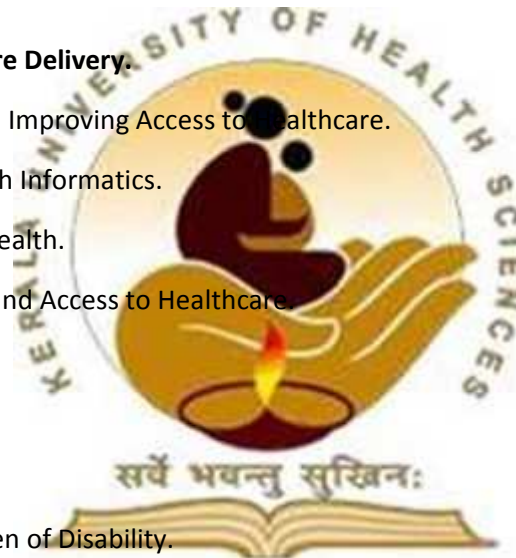 KERALA UNIVERSITY OF HEALTH SCIENCES
re Delivery.
Improving Access to Healthcare.
h Informatics.
ealth.
nd Access to Healthcare.
सर्वे भवन्तु सुखिन:
en of Disability.